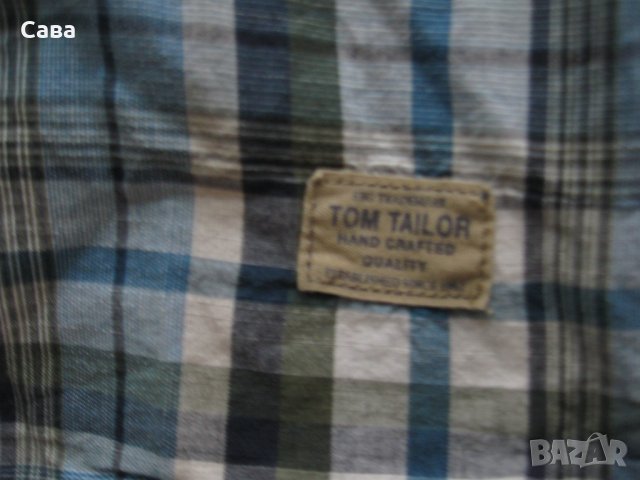 Сава
TOM TAILOR
HAND CRAFTED
QUALITY
BAZAR